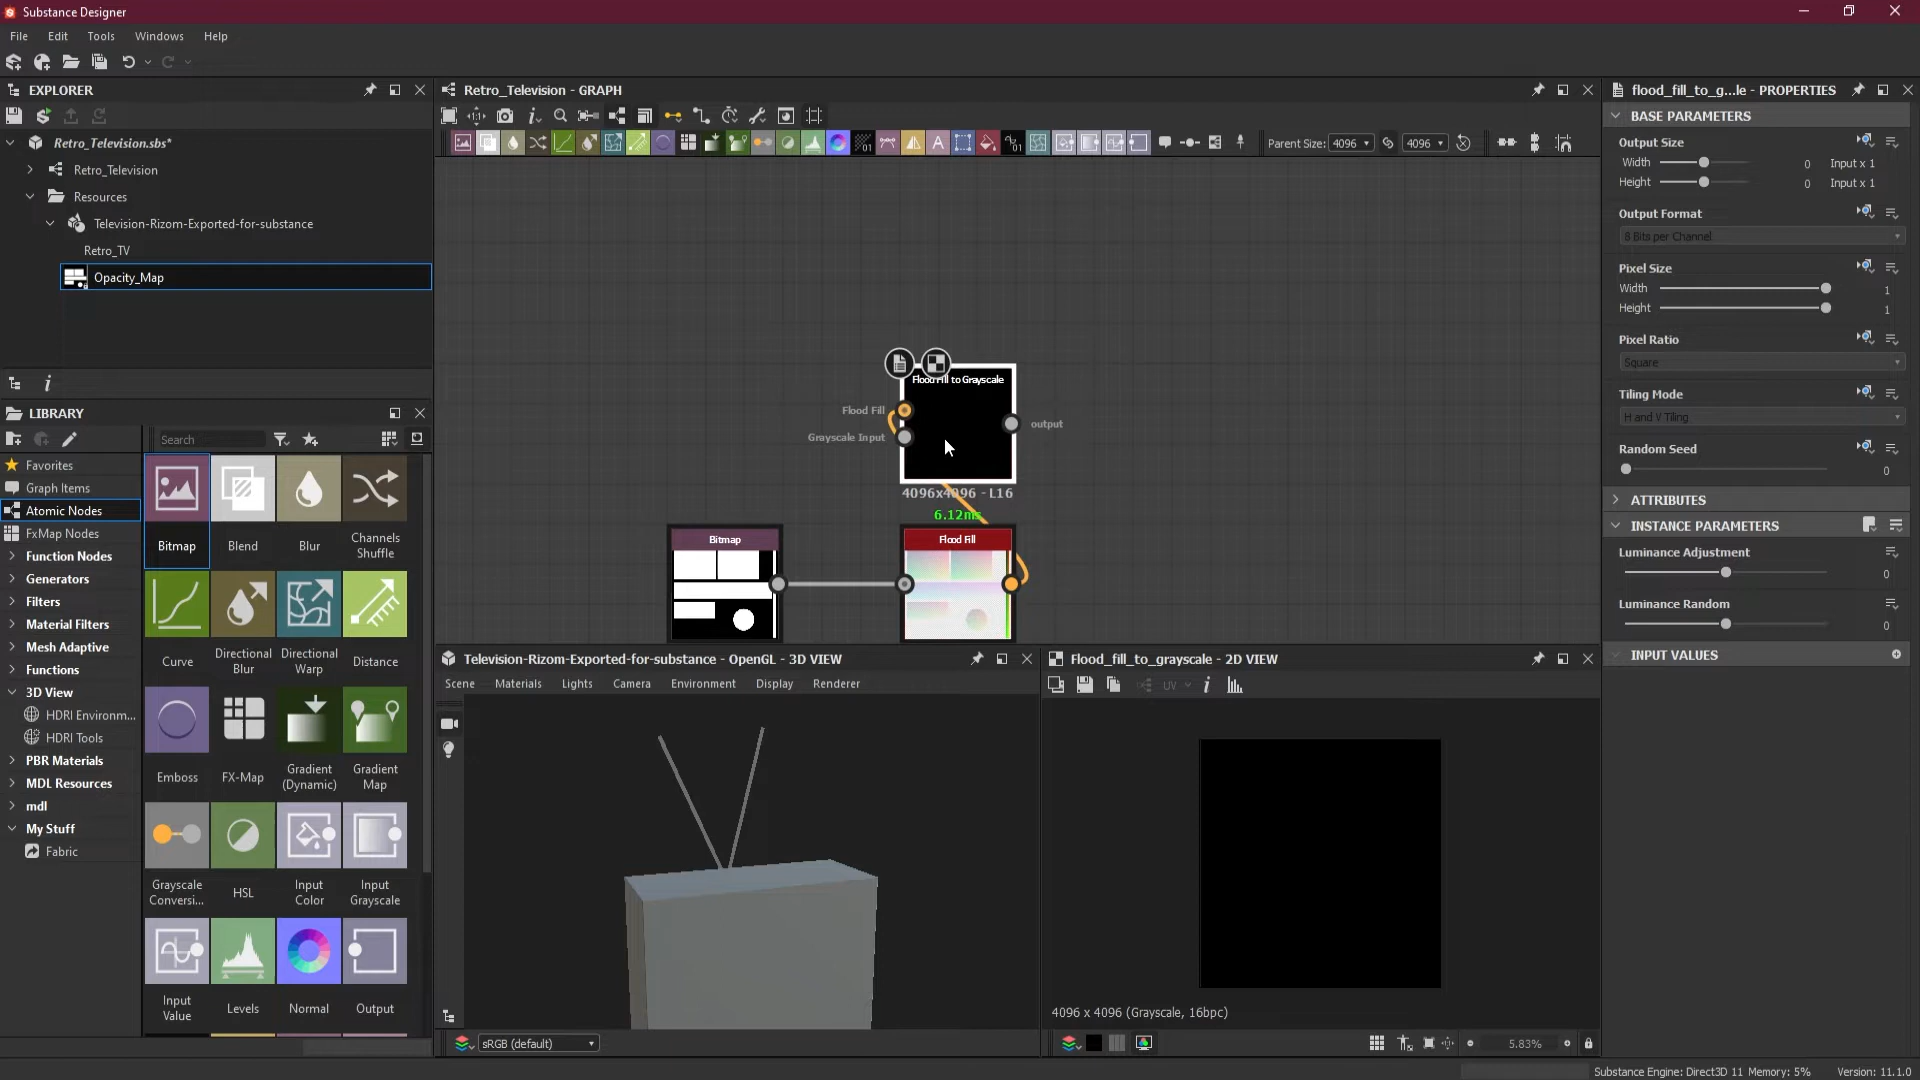 Substance Designer
File Edit Tools Windows Help
EXPLORER
Retro_Television.sbs*
Retro_Television
Resources
Television-Rizom-Exported-for-substance
Retro_TV
Opacity_Map
LIBRARY
Search
Favorites
Graph Items
Atomic Nodes
FxMap Nodes
Function Nodes
Generators
Filters
Material Filters
Mesh Adaptive
Functions
3D View
HDRI Environm...
HDRI Tools
PBR Materials
MDL Resources
mdl
My Stuff
Fabric
Bitmap
Blend
Blur
Channels
Shuffle
Curve
Directional
Blur
Directional
Warp
Distance
Emboss
FX-Map
Gradient
(Dynamic)
Gradient
Map
Grayscale
Conversi...
HSL
Input
Color
Input
Grayscale
Input
Value
Levels
Normal
Output
Retro_Television - GRAPH
Parent Size: 4096 4096
Flood Fill to Grayscale
Flood Fill
Grayscale Input
output
4096x4096 - L16
6.12ms
Bitmap
Flood Fill
Television-Rizom-Exported-for-substance - OpenGL - 3D VIEW
Scene Materials Lights Camera Environment Display Renderer
sRGB (default)
Flood_fill_to_grayscale - 2D VIEW
UV
4096 x 4096 (Grayscale, 16bpc)
5.83%
flood_fill_to_g...le - PROPERTIES
BASE PARAMETERS
Output Size
Width 0 Input x 1
Height 0 Input x 1
Output Format
8 Bits per Channel
Pixel Size
Width 1
Height 1
Pixel Ratio
Square
Tiling Mode
H and V Tiling
Random Seed
0
ATTRIBUTES
INSTANCE PARAMETERS
Luminance Adjustment
0
Luminance Random
0
INPUT VALUES
Substance Engine: Direct3D 11 Memory: 5% Version: 11.1.0